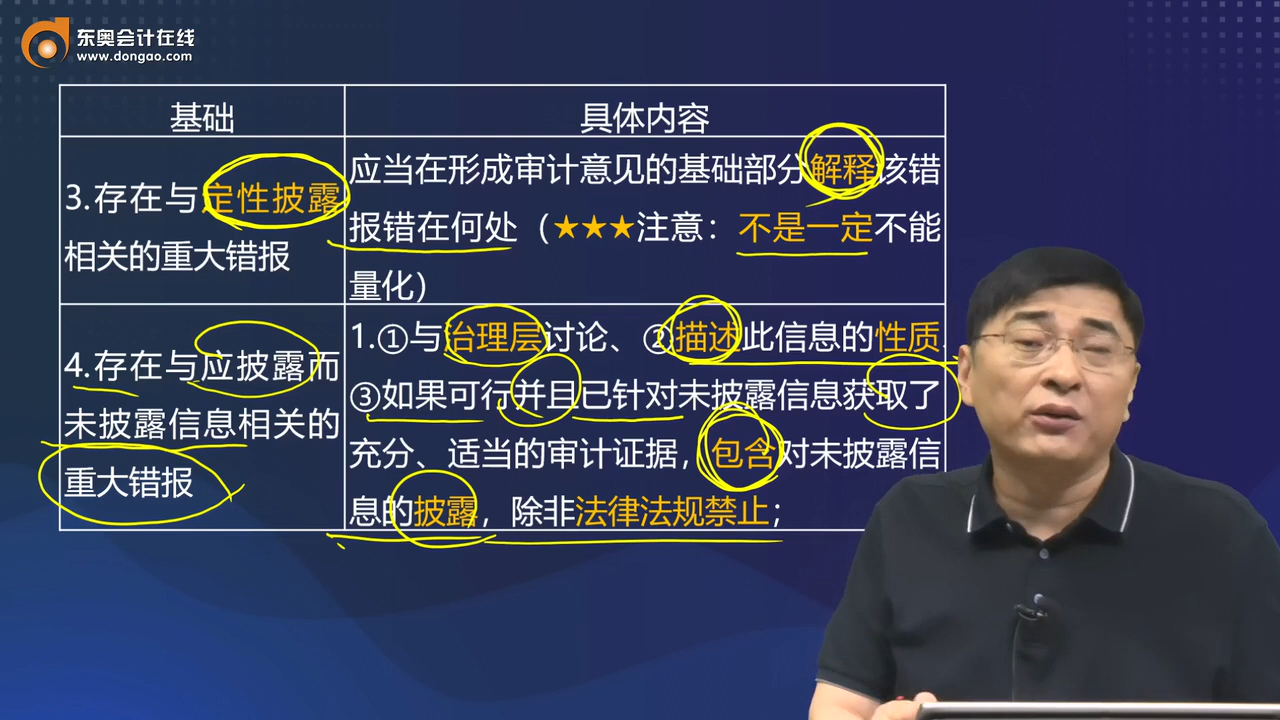 东奥会计在线
www.dongao.com
基础
具体内容
3.存在与定性披露
相关的重大错报
应当在形成审计意见的基础部分解释该错
报错在何处（★★★注意：不是一定不能
量化）
4.存在与应披露而
未披露信息相关的
重大错报
1.①与治理层讨论、②描述此信息的性质、
③如果可行并且已针对未披露信息获取了
充分、适当的审计证据，包含对未披露信
息的披露，除非法律法规禁止；